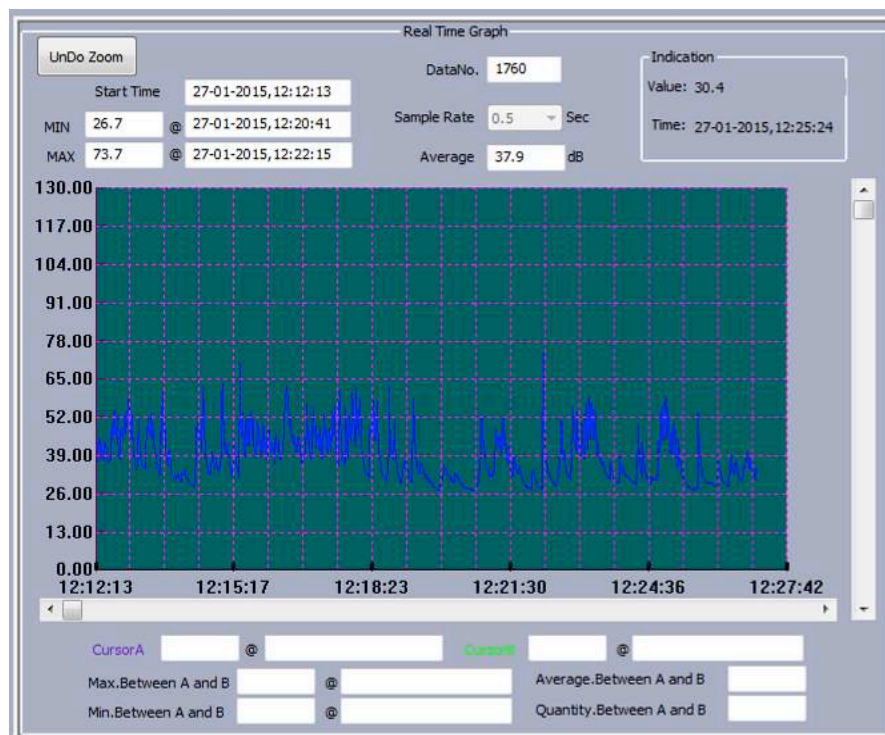 Real Time Graph
UnDo Zoom
DataNo. 1760
Indication
Value: 30.4
Start Time 27-01-2015,12:12:13
MIN 26.7 @ 27-01-2015,12:20:41
Sample Rate 0.5 Sec
Time: 27-01-2015,12:25:24
MAX 73.7 @ 27-01-2015,12:22:15
Average 37.9 dB
130.00
117.00
104.00
91.00
78.00
65.00
52.00
39.00
26.00
13.00
0.00
12:12:13 12:15:17 12:18:23 12:21:30 12:24:36 12:27:42
CursorA @ CursorB @
Max.Between A and B @ Average.Between A and B
Min.Between A and B @ Quantity.Between A and B